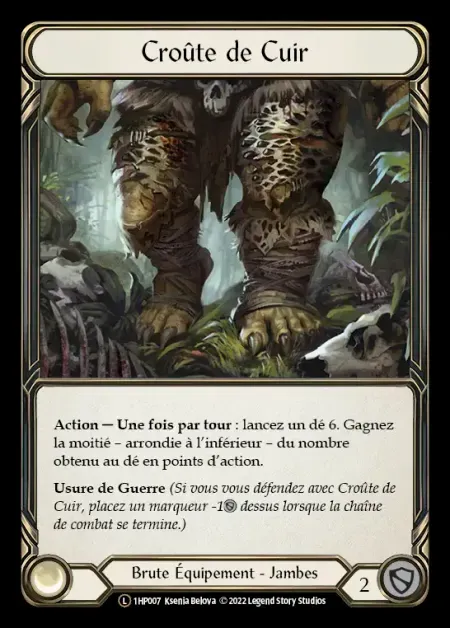 Croûte de Cuir
Action — Une fois par tour : lancez un dé 6. Gagnez
la moitié – arrondie à l'inférieur – du nombre
obtenu au dé en points d'action.
Usure de Guerre (Si vous vous défendez avec Croûte de
Cuir, placez un marqueur -1 dessus lorsque la chaîne
de combat se termine.)
Brute Équipement - Jambes
2
L 1HP007 Ksenia Belova © 2022 Legend Story Studios